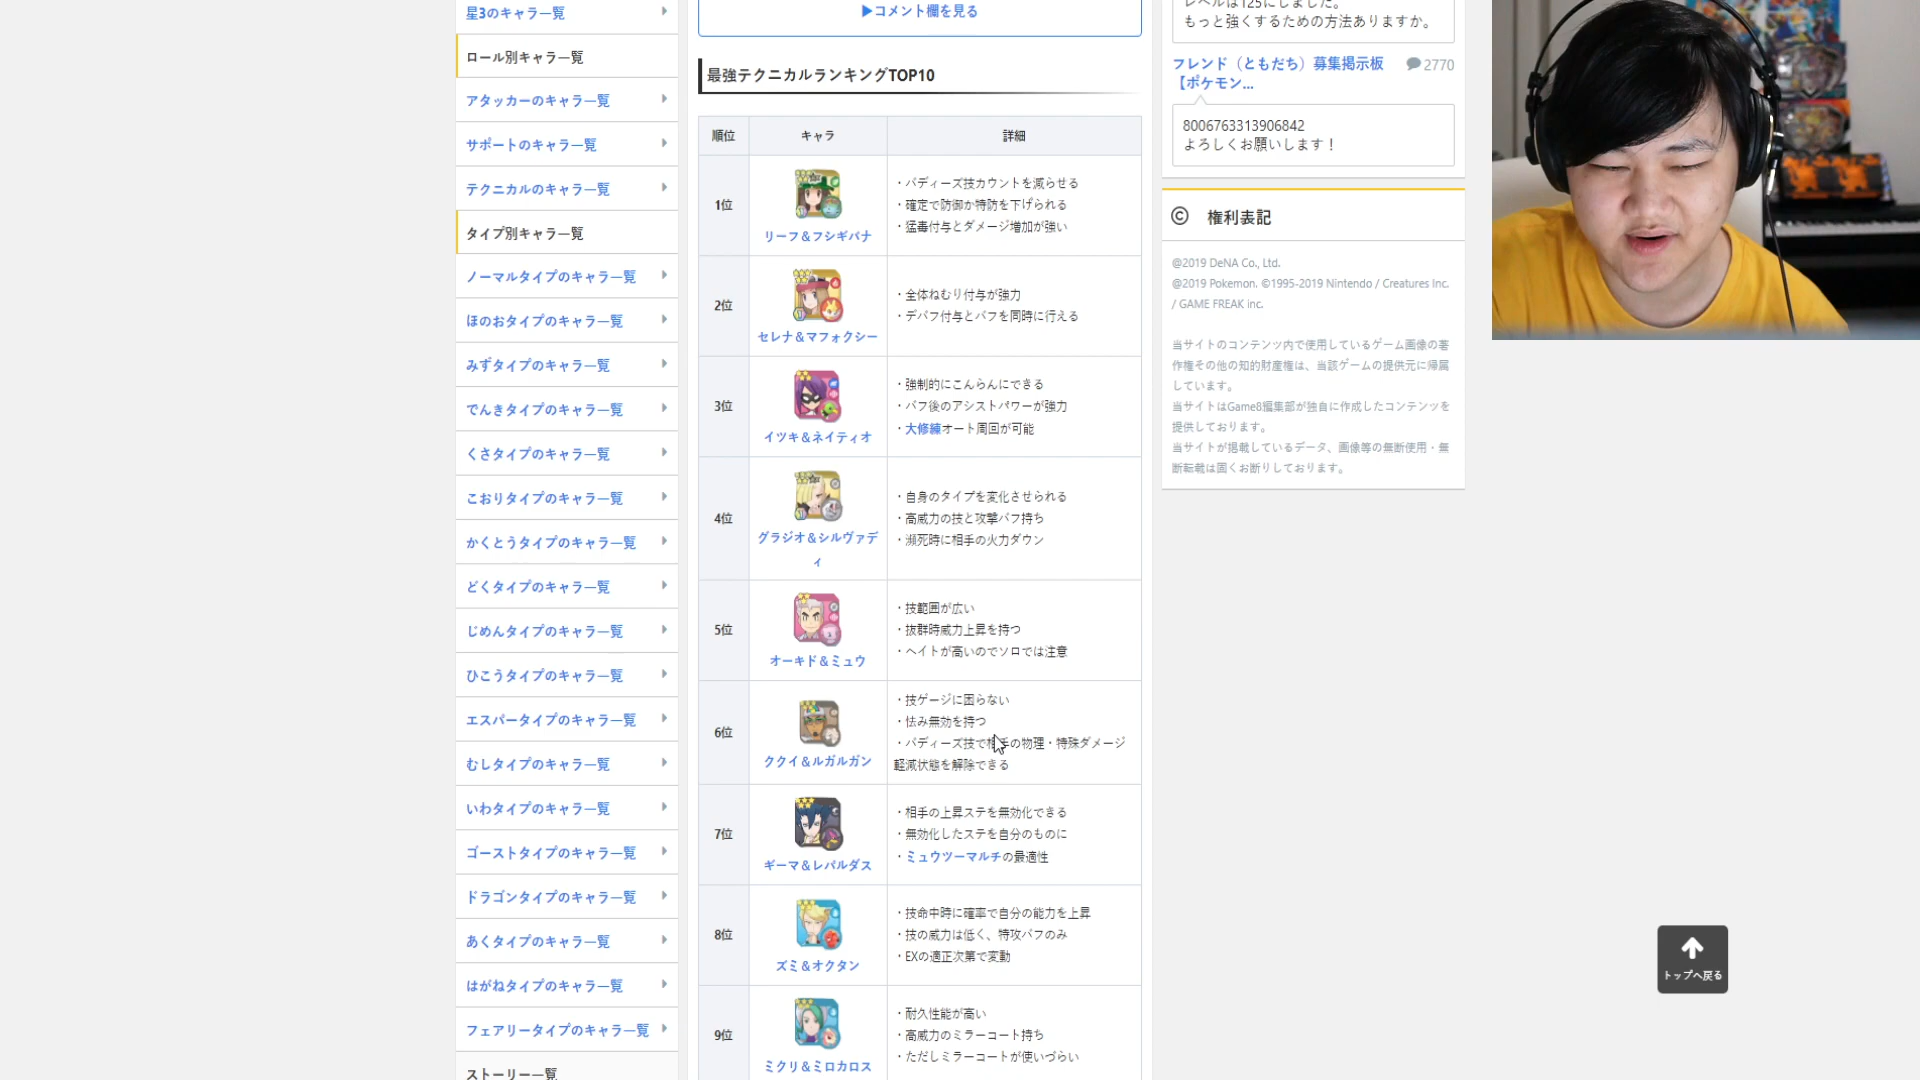 星3のキャラ一覧
ロール別キャラ一覧
アタッカーのキャラ一覧
サポートのキャラ一覧
テクニカルのキャラ一覧
タイプ別キャラ一覧
ノーマルタイプのキャラ一覧
ほのおタイプのキャラ一覧
みずタイプのキャラ一覧
でんきタイプのキャラ一覧
くさタイプのキャラ一覧
こおりタイプのキャラ一覧
かくとうタイプのキャラ一覧
どくタイプのキャラ一覧
じめんタイプのキャラ一覧
ひこうタイプのキャラ一覧
エスパータイプのキャラ一覧
むしタイプのキャラ一覧
いわタイプのキャラ一覧
ゴーストタイプのキャラ一覧
ドラゴンタイプのキャラ一覧
あくタイプのキャラ一覧
はがねタイプのキャラ一覧
フェアリータイプのキャラ一覧
ストーリー一覧
▶コメント欄を見る
最強テクニカルランキングTOP10
順位 キャラ 詳細
1位
リーフ＆フシギバナ
・バディーズ技カウントを減らせる
・確定で防御か特防を下げられる
・猛毒付与とダメージ増加が強い
2位
セレナ＆マフォクシー
・全体ねむり付与が強力
・デバフ付与とバフを同時に行える
3位
イツキ＆ネイティオ
・強制的にこんらんにできる
・バフ後のアシストパワーが強力
・大修練オート周回が可能
4位
グラジオ＆シルヴァデ
ィ
・自身のタイプを変化させられる
・高威力の技と攻撃バフ持ち
・瀕死時に相手の火力ダウン
5位
オーキド＆ミュウ
・技範囲が広い
・抜群時威力上昇を持つ
・ヘイトが高いのでソロでは注意
6位
ククイ＆ルガルガン
・技ゲージに困らない
・怯み無効を持つ
・バディーズ技で相手の物理・特殊ダメージ
軽減状態を解除できる
7位
ギーマ＆レパルダス
・相手の上昇ステを無効化できる
・無効化したステを自分のものに
・ミュウツーマルチの最適性
8位
ズミ＆オクタン
・技命中時に確率で自分の能力を上昇
・技の威力は低く、特攻バフのみ
・EXの適正次第で変動
9位
ミクリ＆ミロカロス
・耐久性能が高い
・高威力のミラーコート持ち
・ただしミラーコートが使いづらい
レベルは125にしました。
もっと強くするための方法ありますか。
フレンド（ともだち）募集掲示板
【ポケモン...
2770
8006763313906842
よろしくお願いします！
© 権利表記
@2019 DeNA Co., Ltd.
@2019 Pokemon. ©1995-2019 Nintendo / Creatures Inc.
/ GAME FREAK inc.
当サイトのコンテンツ内で使用しているゲーム画像の著
作権その他の知的財産権は、当該ゲームの提供元に帰属
しています。
当サイトはGame8編集部が独自に作成したコンテンツを
提供しております。
当サイトが掲載しているデータ、画像等の無断使用・無
断転載は固くお断りしております。
トップへ戻る